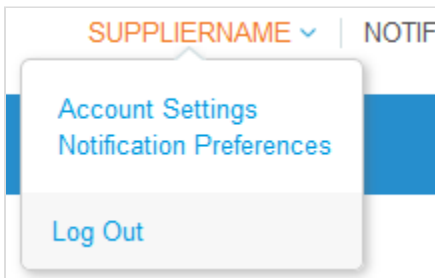 SUPPLIERNAME NOTIF
Account Settings
Notification Preferences
Log Out